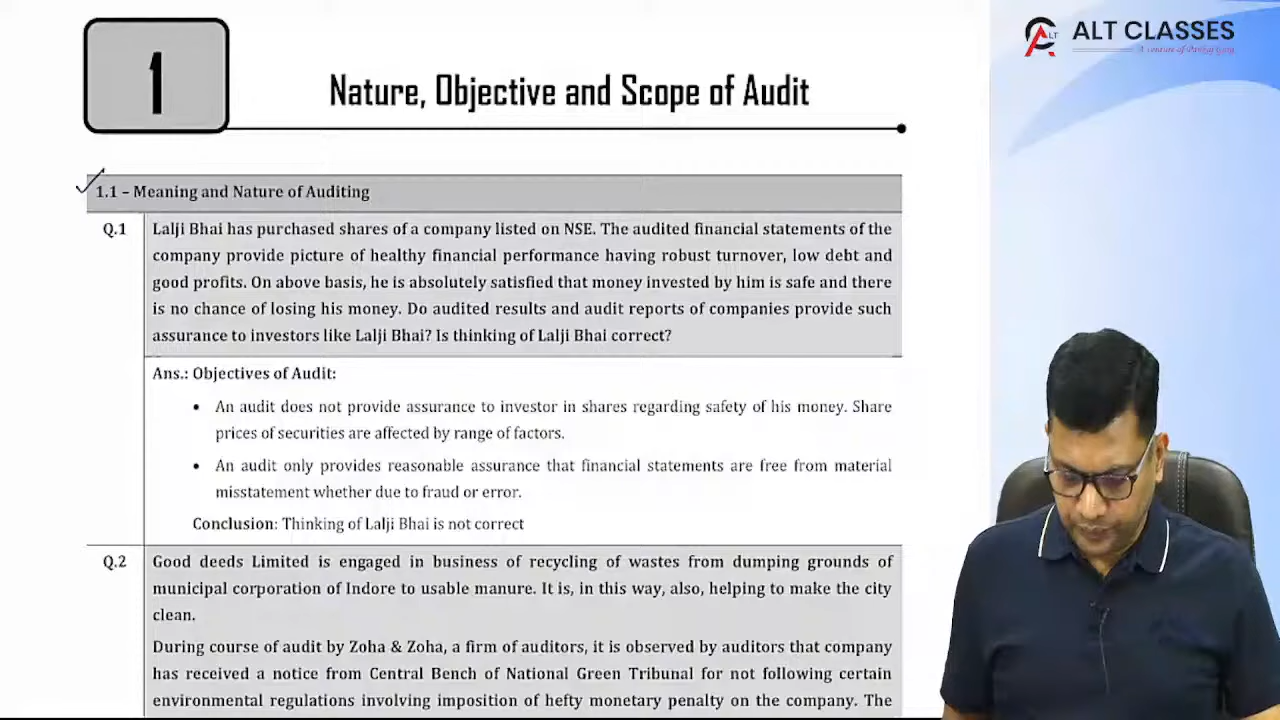 ALT
ALT CLASSES
A venture of Pankaj Garg
1
Nature, Objective and Scope of Audit
1.1 – Meaning and Nature of Auditing
Q.1
Lalji Bhai has purchased shares of a company listed on NSE. The audited financial statements of the
company provide picture of healthy financial performance having robust turnover, low debt and
good profits. On above basis, he is absolutely satisfied that money invested by him is safe and there
is no chance of losing his money. Do audited results and audit reports of companies provide such
assurance to investors like Lalji Bhai? Is thinking of Lalji Bhai correct?
Ans.: Objectives of Audit:
• An audit does not provide assurance to investor in shares regarding safety of his money. Share
prices of securities are affected by range of factors.
• An audit only provides reasonable assurance that financial statements are free from material
misstatement whether due to fraud or error.
Conclusion: Thinking of Lalji Bhai is not correct
Q.2
Good deeds Limited is engaged in business of recycling of wastes from dumping grounds of
municipal corporation of Indore to usable manure. It is, in this way, also, helping to make the city
clean.
During course of audit by Zoha & Zoha, a firm of auditors, it is observed by auditors that company
has received a notice from Central Bench of National Green Tribunal for not following certain
environmental regulations involving imposition of hefty monetary penalty on the company. The